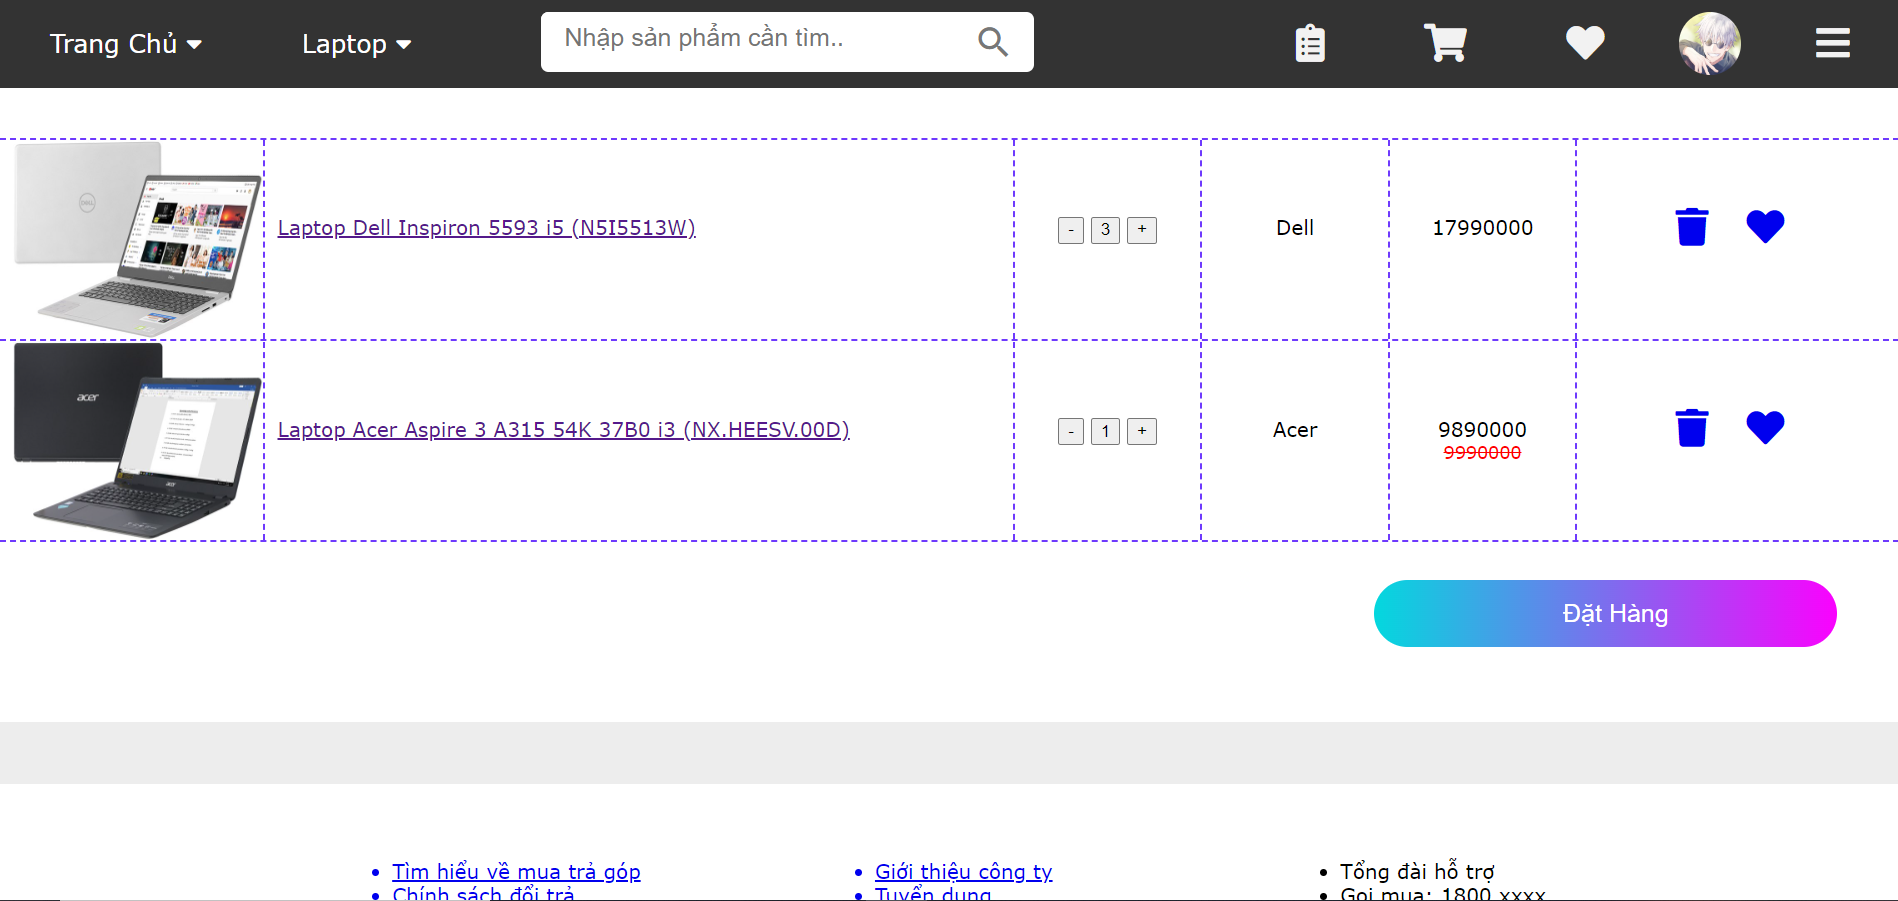 Trang Chủ
Laptop
Nhập sản phẩm cần tìm..
DELL
Laptop Dell Inspiron 5593 i5 (N5I5513W)
- 3 +
Dell
17990000
acer
Laptop Acer Aspire 3 A315 54K 37B0 i3 (NX.HEESV.00D)
- 1 +
Acer
9890000
9990000
Đặt Hàng
Tìm hiểu về mua trả góp
Giới thiệu công ty
Tổng đài hỗ trợ
Chính sách đổi trả
Tuyển dụng
Gọi mua: 1800.xxxx